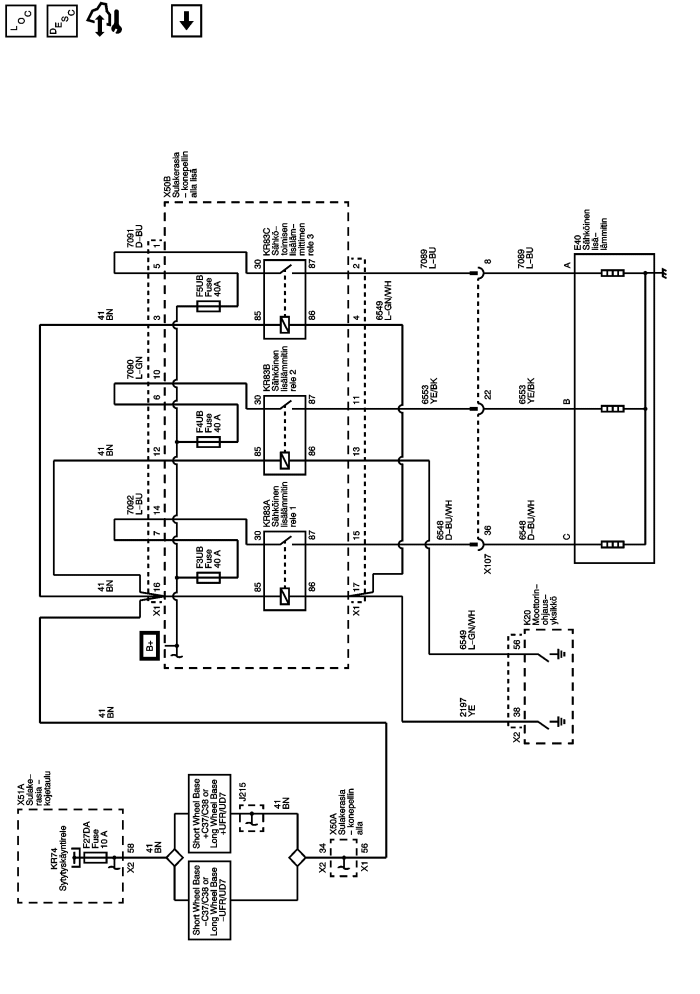 LOC
DESC
X50B
Sulakerasia
– konepellin
alla lisä
7091
D–BU
1
5
F5UB
Fuse
40A
30
87
KR83C
Sähkö–
toimisen
lisäläm–
mittimen
rele 3
2
7089
L–BU
8
7089
L–BU
A
E40
Sähköinen
lisä–
lämmitin
41
BN
3
85
86
4
6549
L–GN/WH
7090
L–GN
10
6
F4UB
Fuse
40 A
30
87
KR83B
Sähköinen
lisälämmitin
rele 2
11
6553
YE/BK
22
6553
YE/BK
B
41
BN
12
85
86
13
7092
L–BU
14
7
F3UB
Fuse
40 A
30
87
KR83A
Sähköinen
lisälämmitin
rele 1
15
6548
D–BU/WH
36
X107
6548
D–BU/WH
C
41
BN
16
X1
85
86
17
X1
B+
6549
L–GN/WH
56
K20
Moottorin–
ohjaus–
yksikkö
2197
YE
38
X2
41
BN
X51A
Sulake–
rasia –
kojetaulu
KR74
Sytytyskäyntirele
F27DA
Fuse
10 A
58
X2
41
BN
Short Wheel Base
+C37/C38 or
Long Wheel Base
+UFR/UD7
J215
41
BN
Short Wheel Base
–C37/C38 or
Long Wheel Base
–UFR/UD7
X50A
Sulakerasia
– konepellin
alla
34
X2
56
X1